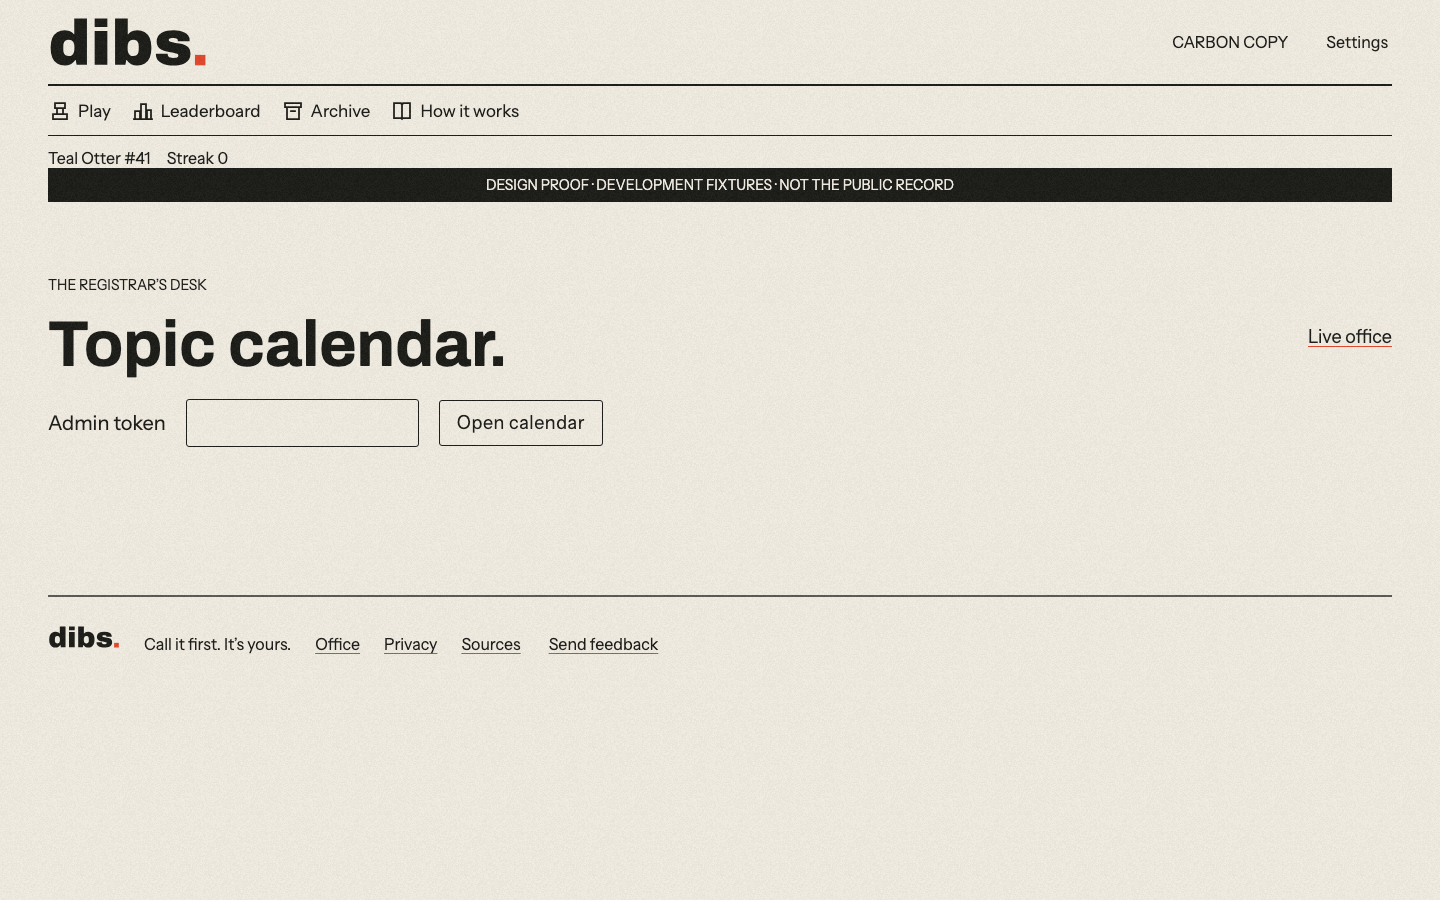 dibs.
CARBON COPY Settings
Play Leaderboard Archive How it works
Teal Otter #41 Streak 0
DESIGN PROOF · DEVELOPMENT FIXTURES · NOT THE PUBLIC RECORD
THE REGISTRAR’S DESK
Topic calendar.
Live office
Admin token Open calendar
dibs. Call it first. It’s yours. Office Privacy Sources Send feedback